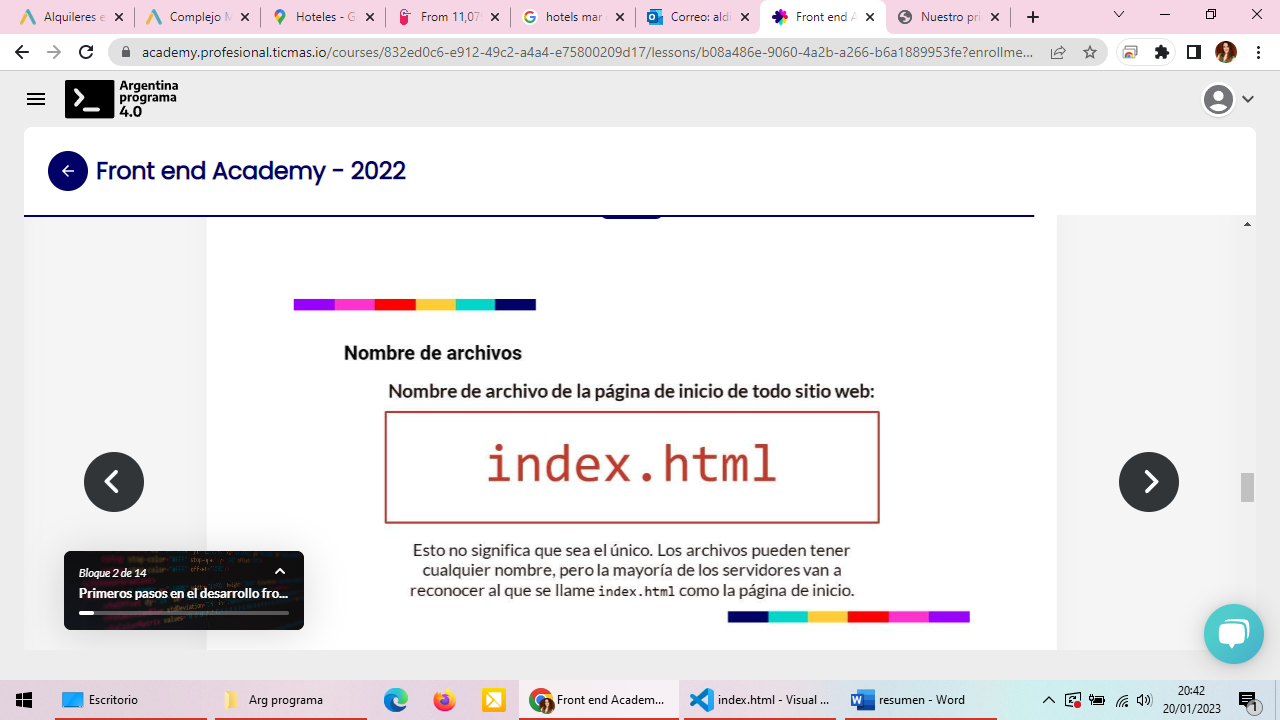 Alquileres e
Complejo M
Hoteles - G
From 11,07
hotels mar
Correo: aldi
Front end A
Nuestro pri
academy.profesional.ticmas.io/courses/832ed0c6-e912-49c2-a4a4-e75800209d17/lessons/b08a486e-9060-4a2b-a266-b6a1889953fe?enrollme...
Argentina
programa
4.0
Front end Academy - 2022
Nombre de archivos
Nombre de archivo de la página de inicio de todo sitio web:
index.html
Esto no significa que sea el único. Los archivos pueden tener
cualquier nombre, pero la mayoría de los servidores van a
reconocer al que se llame index.html como la página de inicio.
Bloque 2 de 14
Primeros pasos en el desarrollo fro...
Escritorio
Arg programa
Front end Academ...
index.html - Visual ...
resumen - Word
20:42
20/01/2023
1